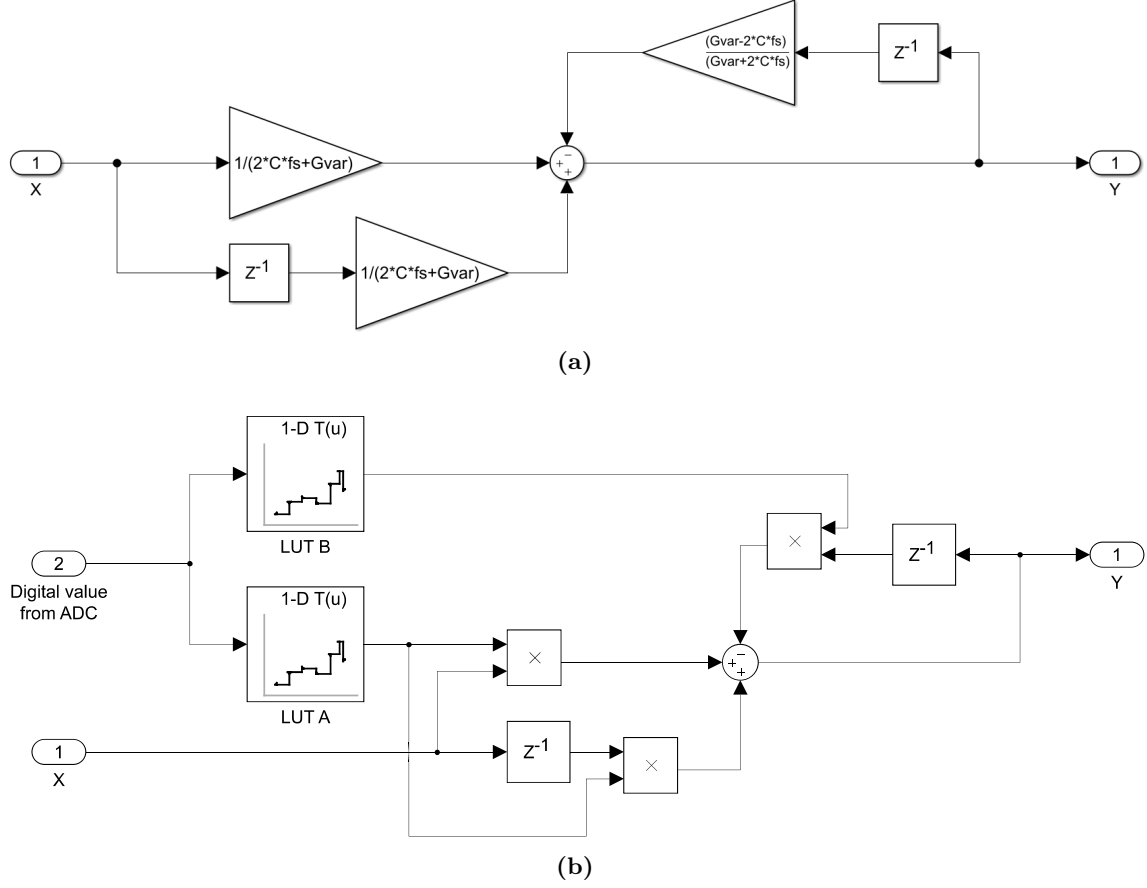 (Gvar-2*C*fs)
(Gvar+2*C*fs)
Z-1
1
X
1/(2*C*fs+Gvar)
+
−
+
1
Y
Z-1
1/(2*C*fs+Gvar)
(a)
1-D T(u)
LUT B
2
Digital value
from ADC
×
Z-1
1
Y
1-D T(u)
LUT A
×
+
−
+
1
X
Z-1
×
(b)